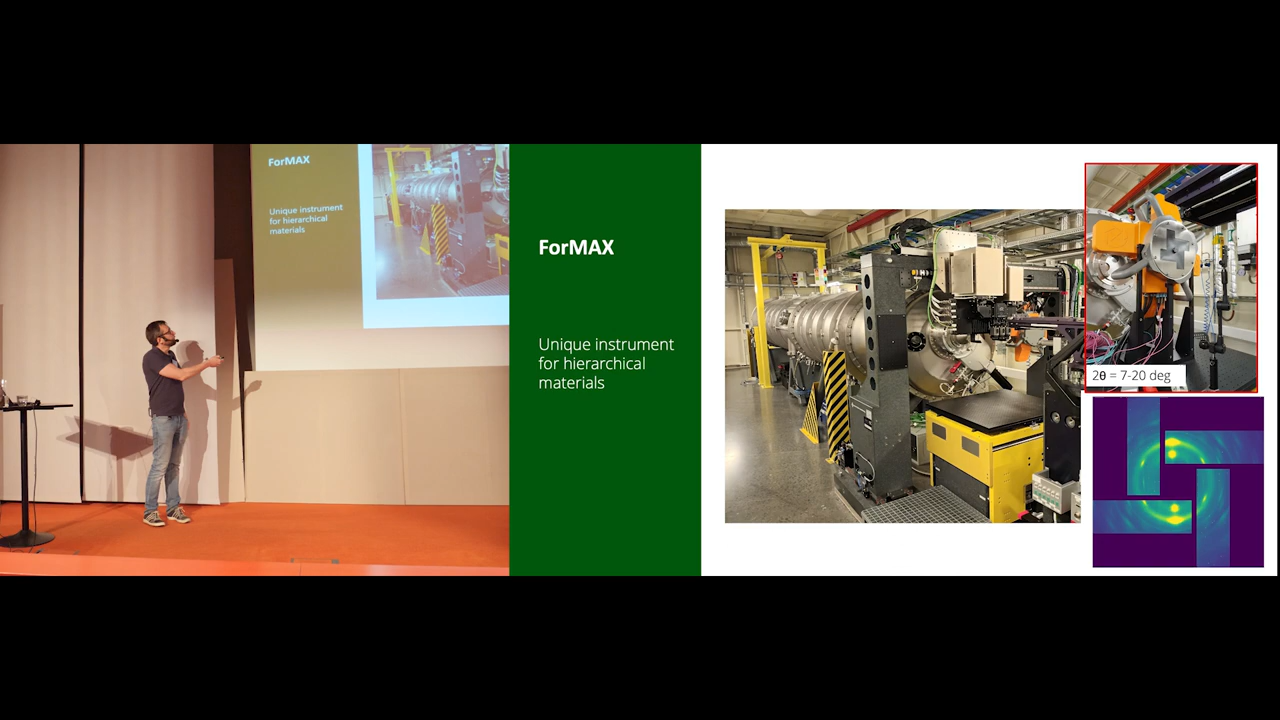 ForMAX
Unique instrument
for hierarchical
materials
ForMAX
Unique instrument
for hierarchical
materials
2θ = 7-20 deg